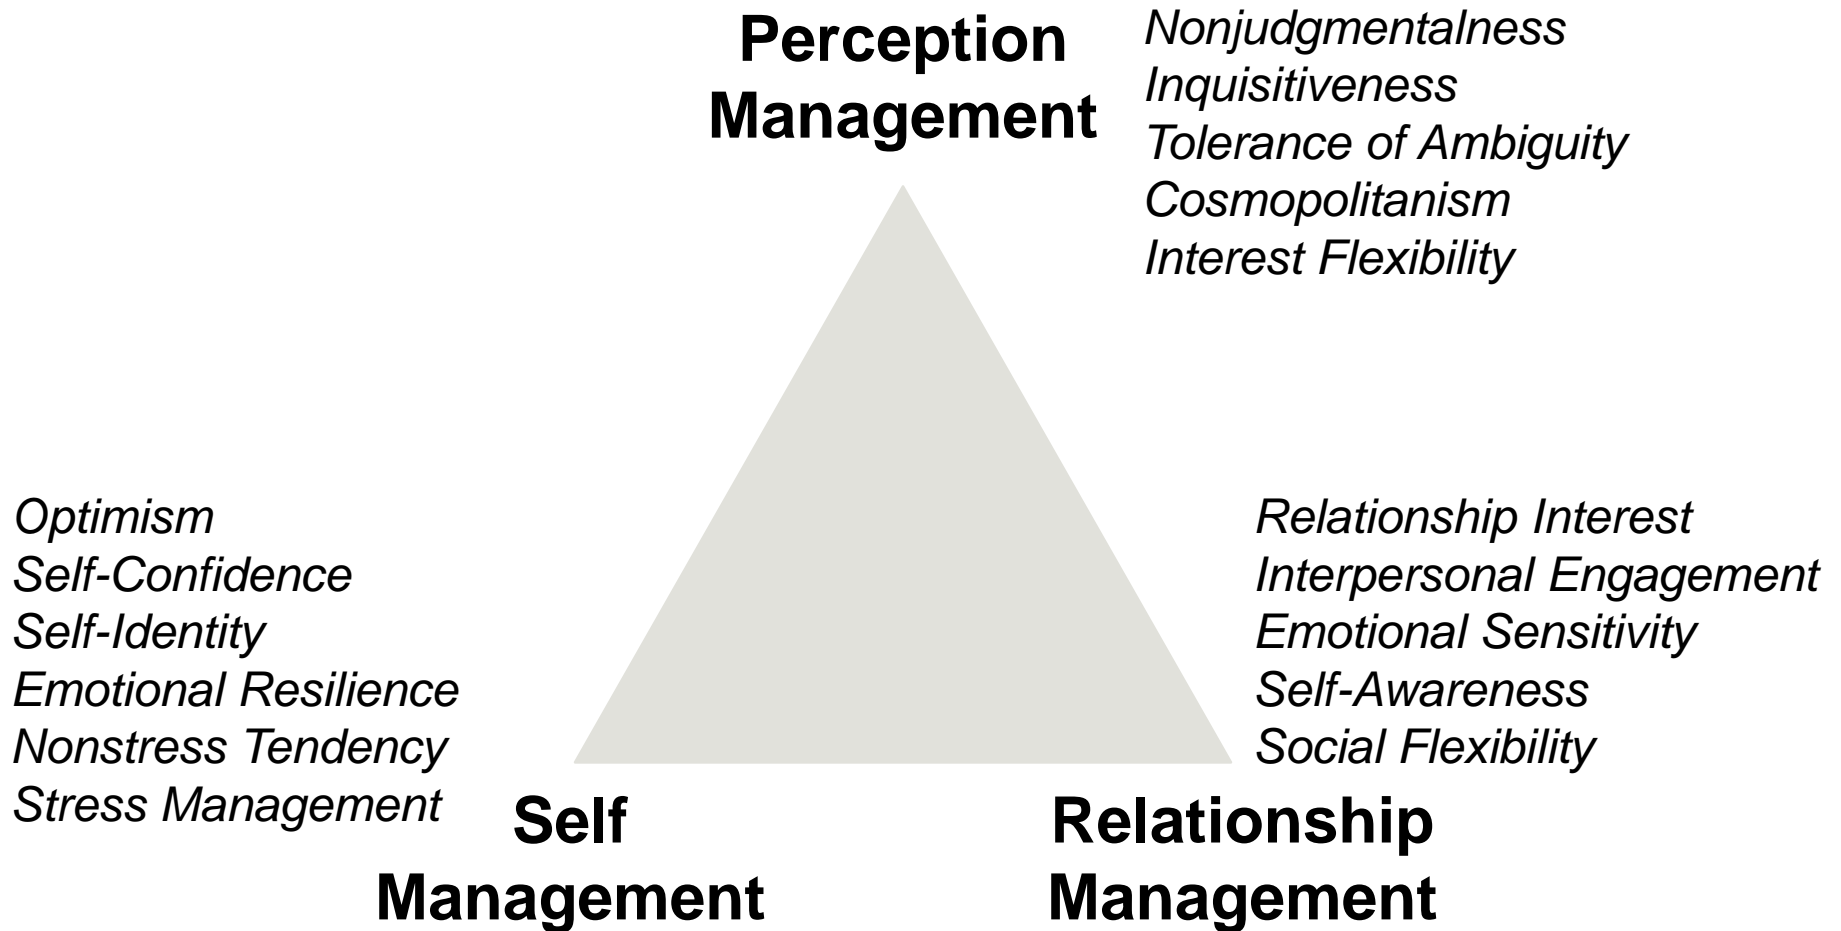 Perception
Management
Nonjudgmentalness
Inquisitiveness
Tolerance of Ambiguity
Cosmopolitanism
Interest Flexibility
Optimism
Self-Confidence
Self-Identity
Emotional Resilience
Nonstress Tendency
Stress Management
Self
Management
Relationship Interest
Interpersonal Engagement
Emotional Sensitivity
Self-Awareness
Social Flexibility
Relationship
Management